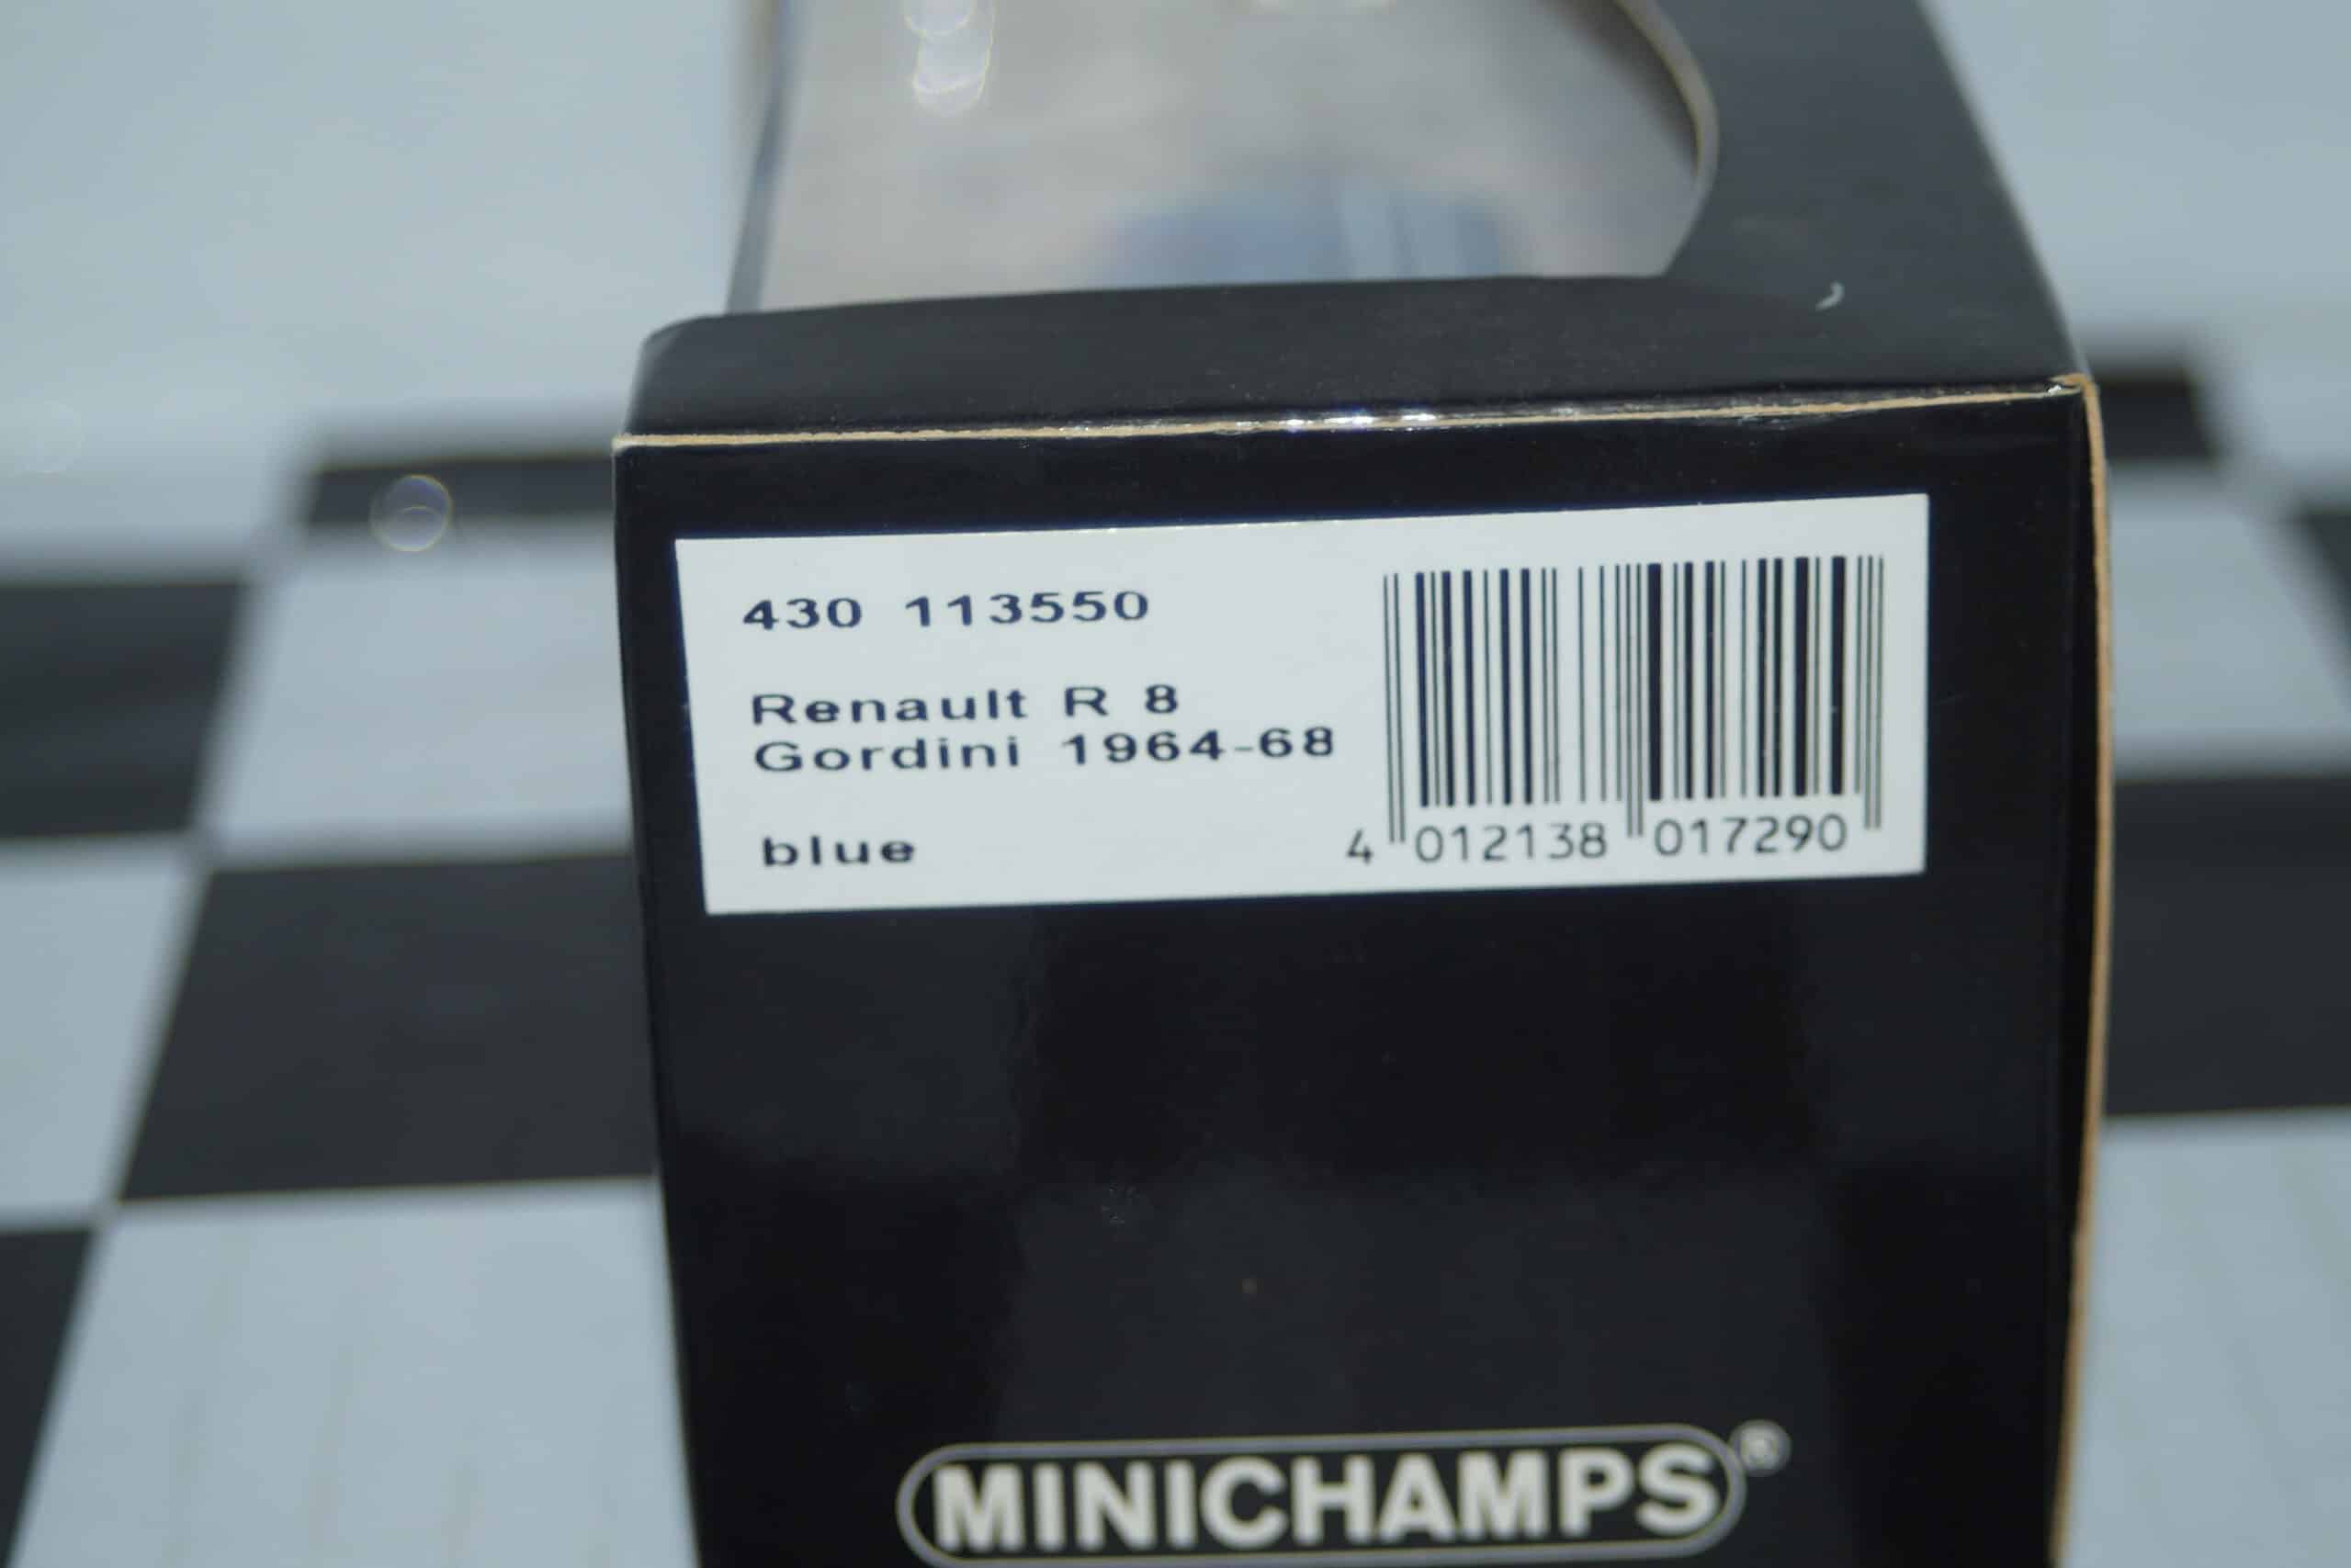 430 113550
Renault R 8
Gordini 1964-68
blue
4 012138 017290
MINICHAMPS®